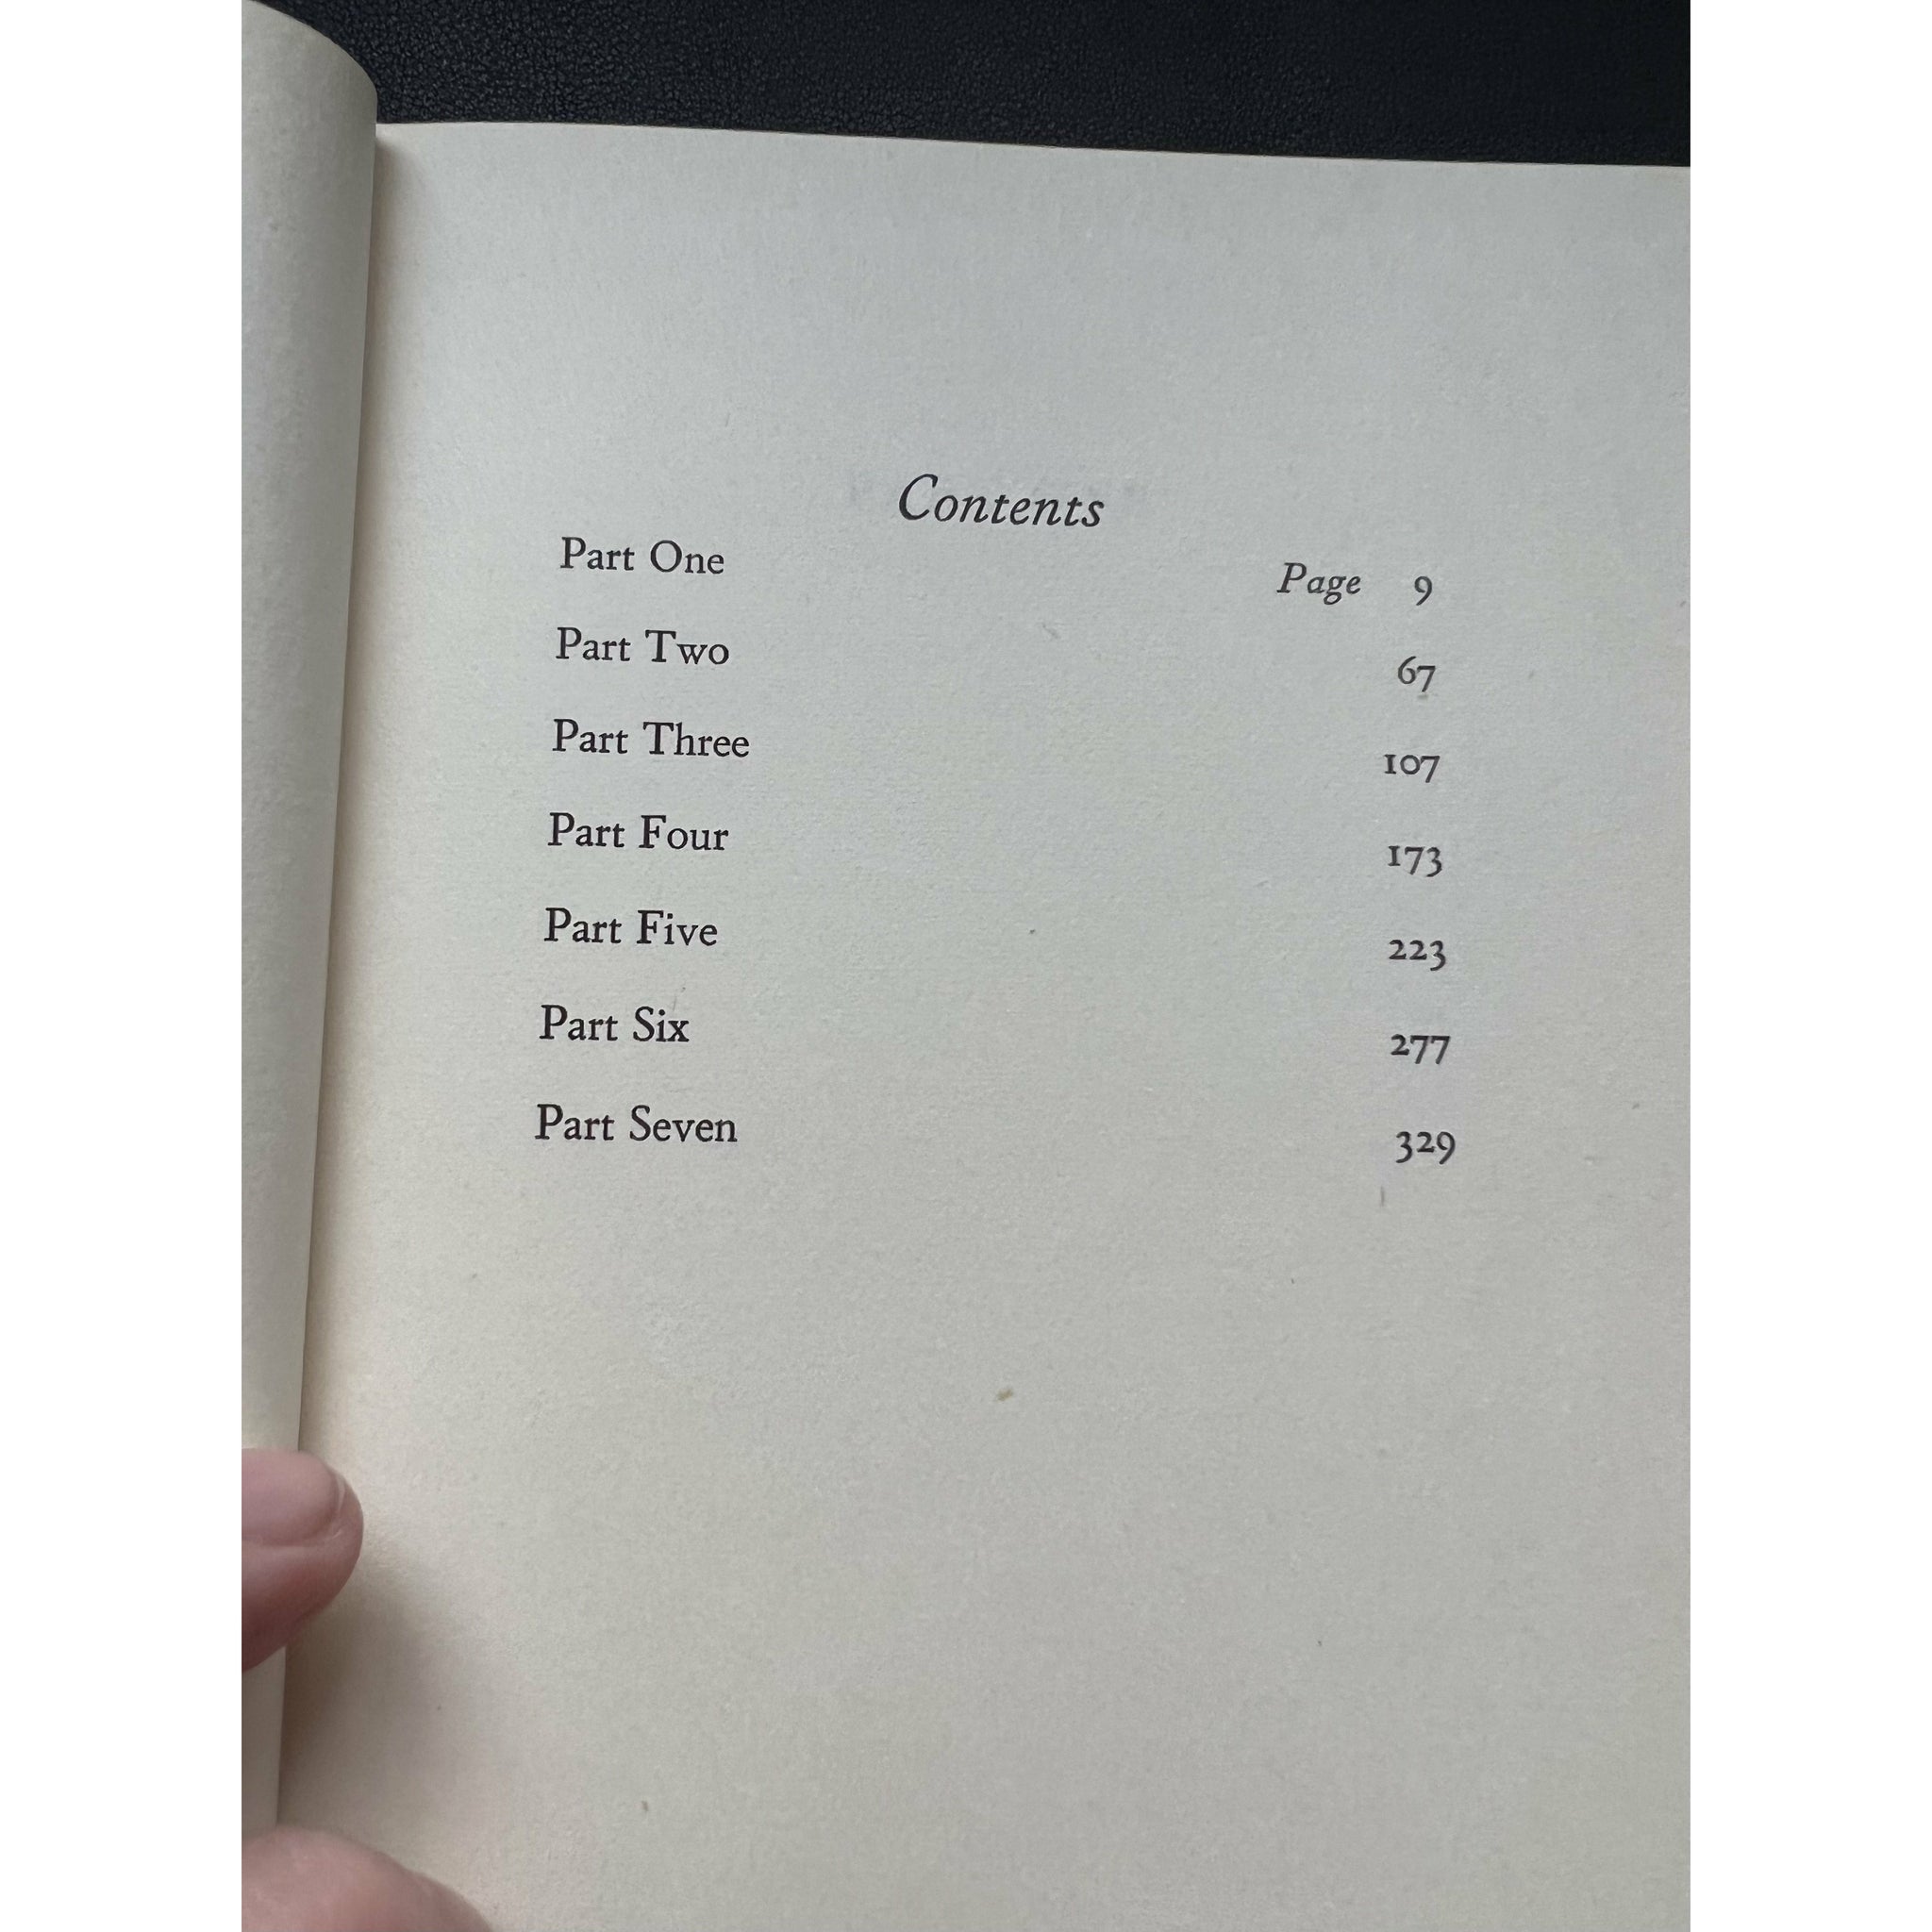 Contents
Part One Page 9
Part Two 67
Part Three 107
Part Four 173
Part Five 223
Part Six 277
Part Seven 329